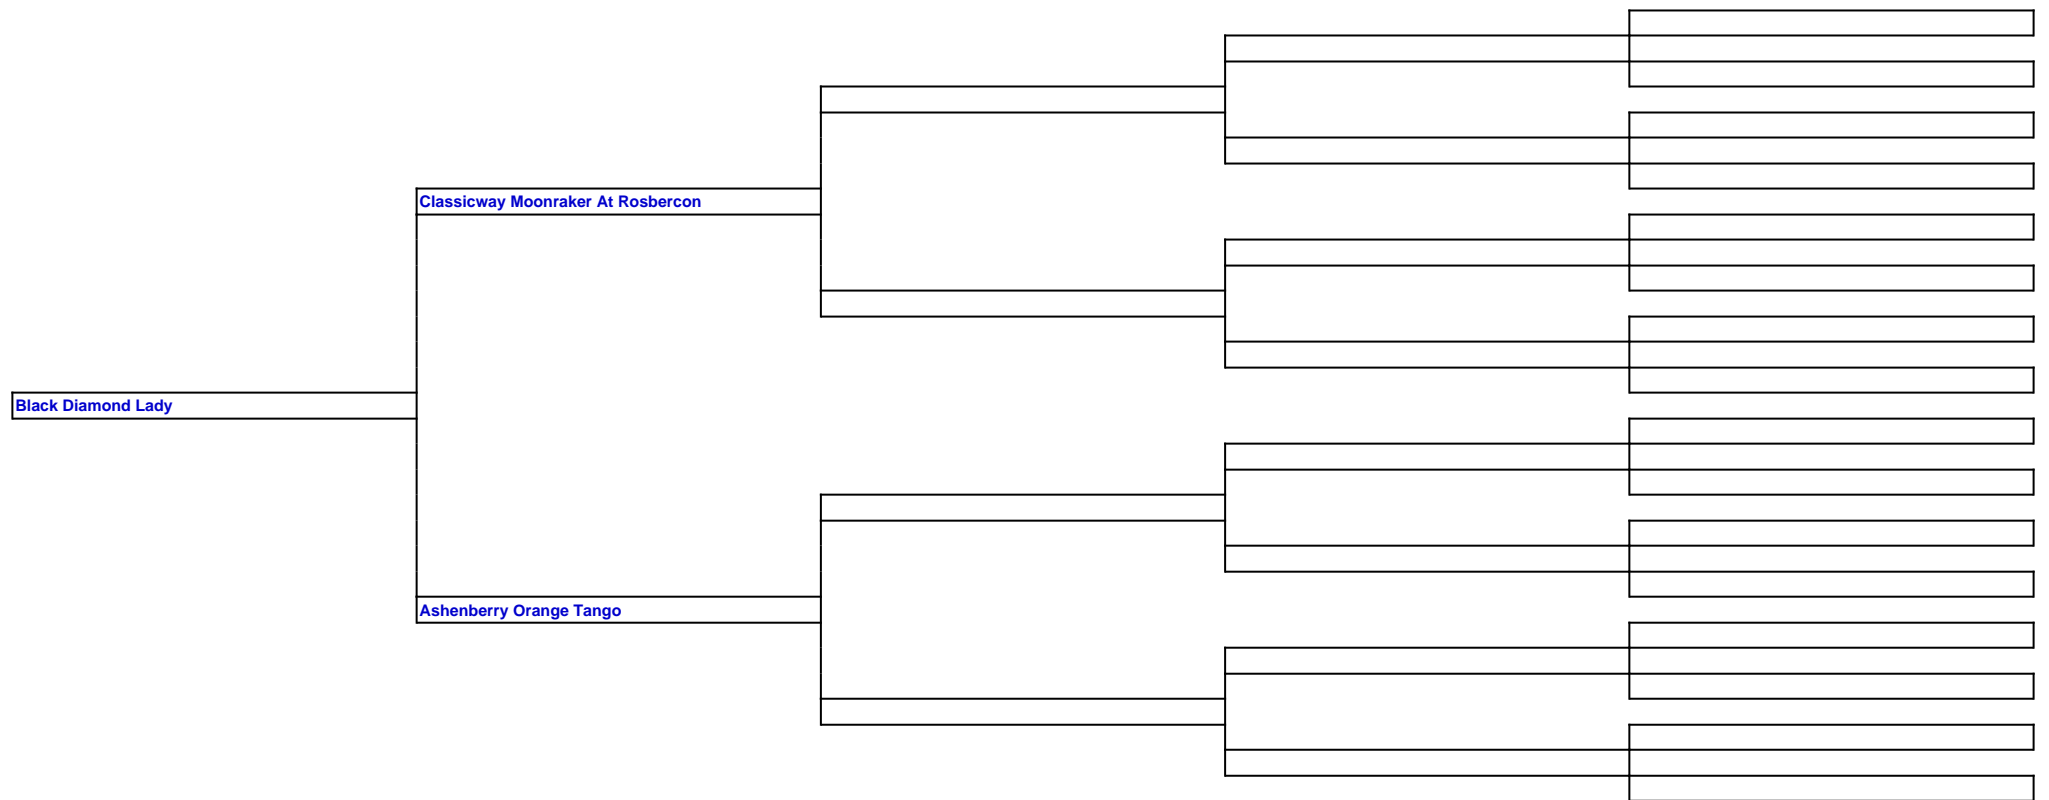 Classicway Moonraker At Rosbercon
Black Diamond Lady
Ashenberry Orange Tango